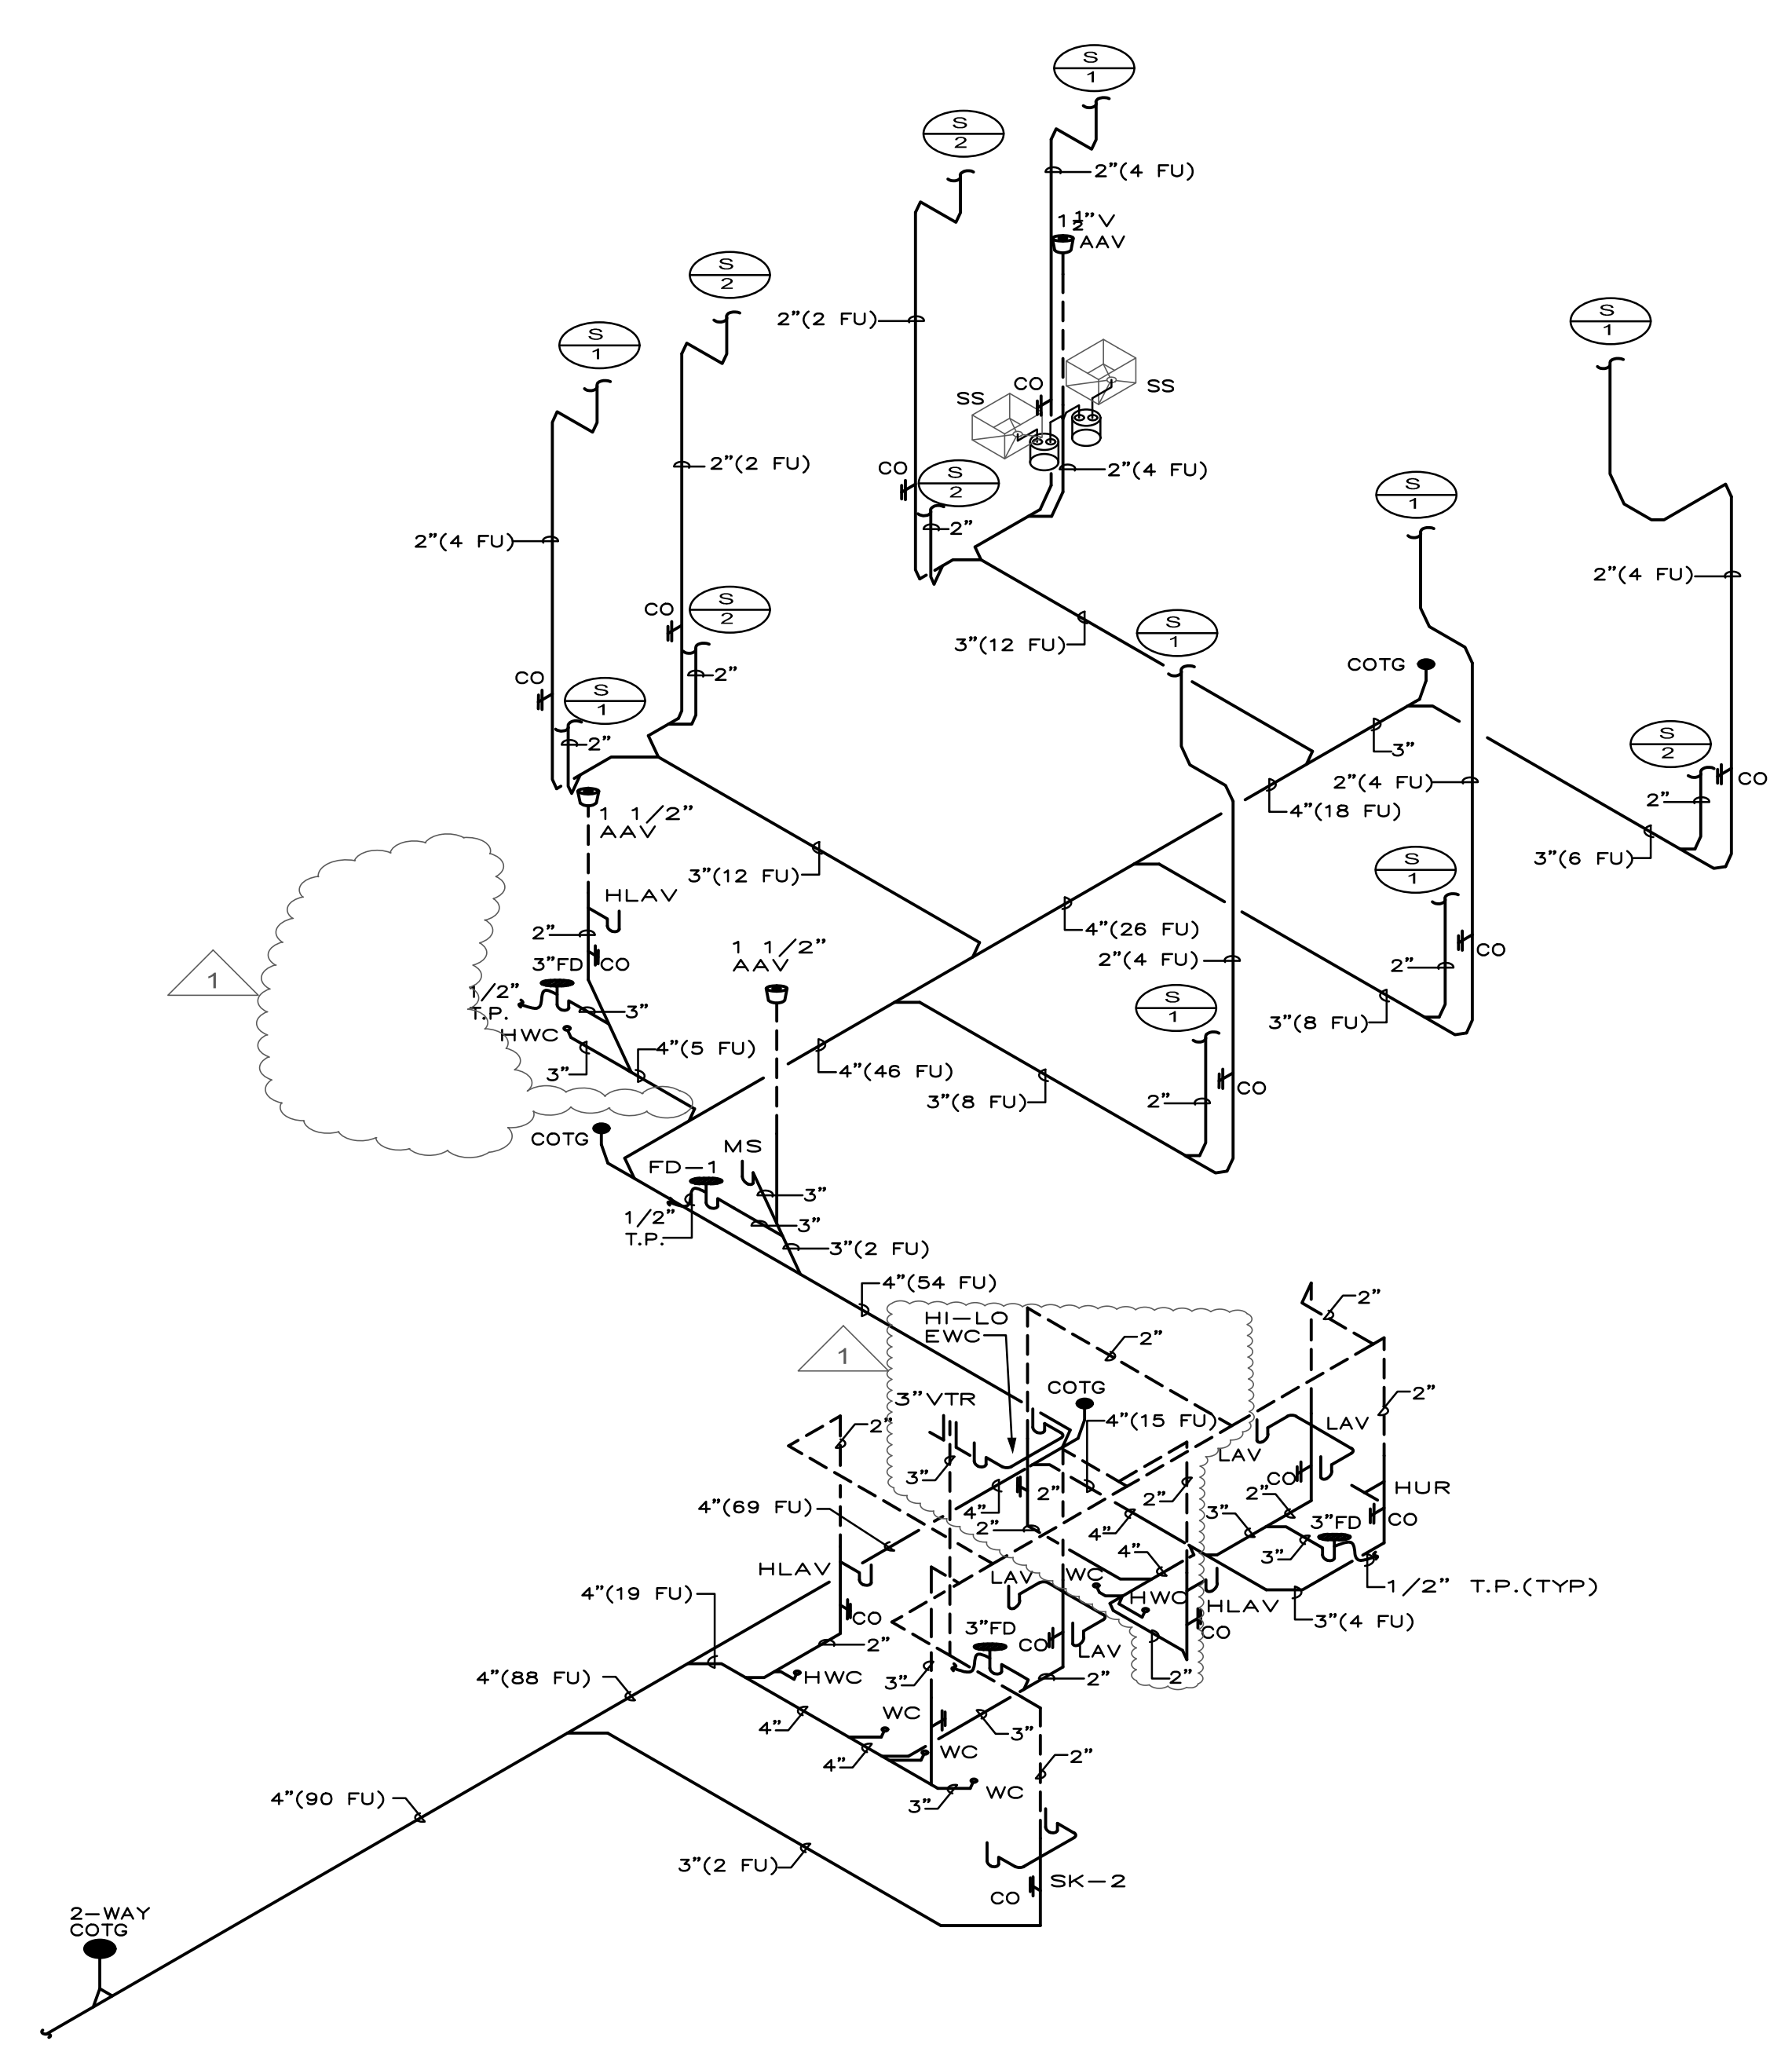 S
1
S
2
2"(4 FU)
1 1/2"V
AAV
S
2
2"(2 FU)
S
1
S
1
CO
SS
SS
2"(2 FU)
CO
2"(4 FU)
S
2
S
1
2"
2"(4 FU)
2"(4 FU)
CO
S
2
S
1
3"(12 FU)
COTG
CO
2"
S
1
3"
S
2
2"
2"(4 FU)
CO
2"
1 1/2"
AAV
4"(18 FU)
3"(6 FU)
3"(12 FU)
S
1
HLAV
2"
4"(26 FU)
1 1/2"
AAV
CO
2"(4 FU)
3"FD
CO
2"
1
1/2"
T.P.
3"
S
1
3"(8 FU)
HWC
4"(5 FU)
3"
4"(46 FU)
CO
3"(8 FU)
2"
COTG
MS
FD-1
3"
1/2"
T.P.
3"
3"(2 FU)
4"(54 FU)
2"
HI-LO
EWC
2"
1
COTG
2"
3"VTR
2"
4"(15 FU)
LAV
LAV
3"
CO
HUR
4"(69 FU)
4"
2"
2"
2"
3"
3"FD
CO
2"
4"
4"
3"
HLAV
LAV
WC
HWC
1/2" T.P.(TYP)
4"(19 FU)
HLAV
CO
3"(4 FU)
3"FD
CO
CO
2"
LAV
4"(88 FU)
HWC
3"
2"
2"
WC
4"
3"
4"
WC
2"
4"(90 FU)
WC
3"
3"(2 FU)
SK-2
CO
2-WAY
COTG